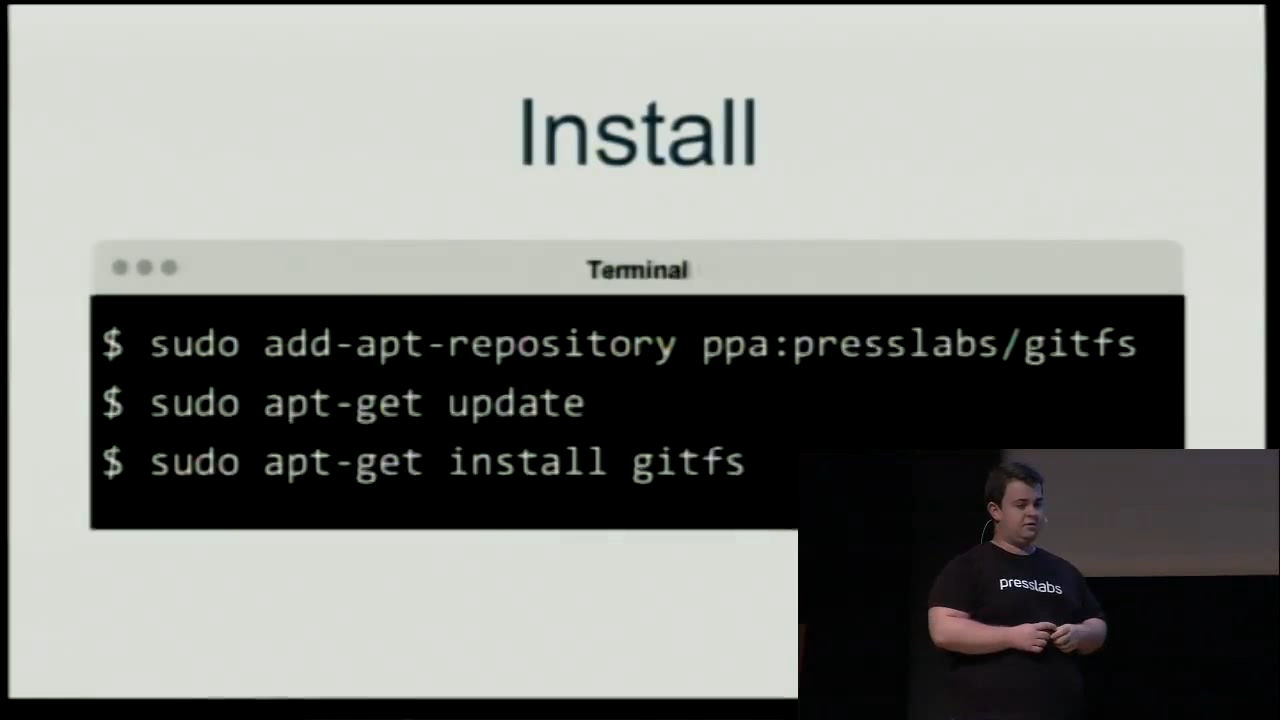 Install
Terminal
$ sudo add-apt-repository ppa:presslabs/gitfs
$ sudo apt-get update
$ sudo apt-get install gitfs
presslabs